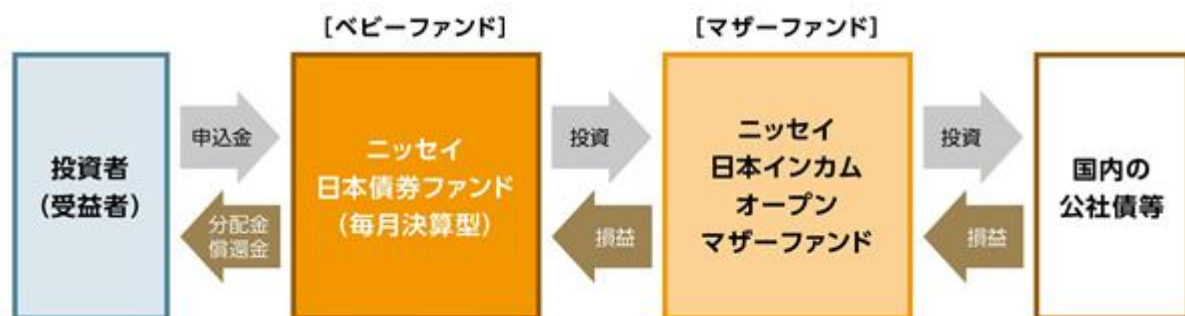 [ベビーファンド]
[マザーファンド]
投資者
(受益者)
申込金
分配金
償還金
ニッセイ
日本債券ファンド
(毎月決算型)
投資
損益
ニッセイ
日本インカム
オープン
マザーファンド
投資
損益
国内の
公社債等